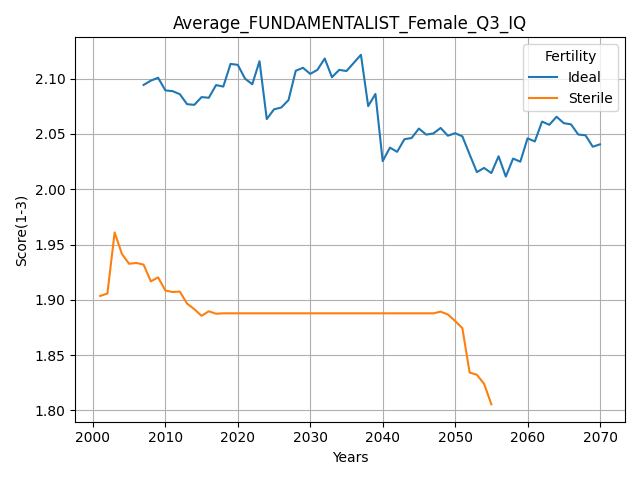 Average_FUNDAMENTALIST_Female_Q3_IQ
Fertility
Ideal
Sterile
Score(1-3)
2.10
2.05
2.00
1.95
1.90
1.85
1.80
2000 2010 2020 2030 2040 2050 2060 2070
Years